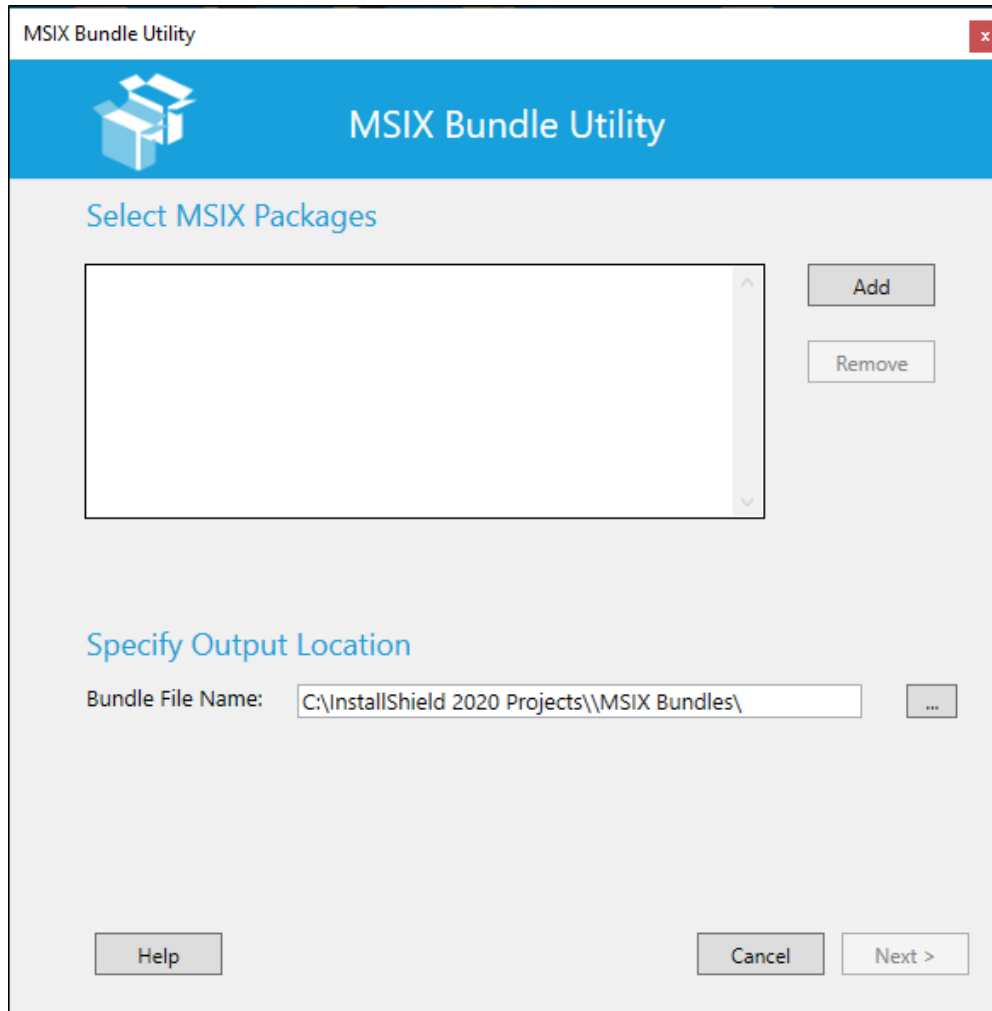 MSIX Bundle Utility
x
MSIX Bundle Utility
Select MSIX Packages
Add
Remove
Specify Output Location
Bundle File Name: C:\InstallShield 2020 Projects\\MSIX Bundles\ ...
Help Cancel Next >